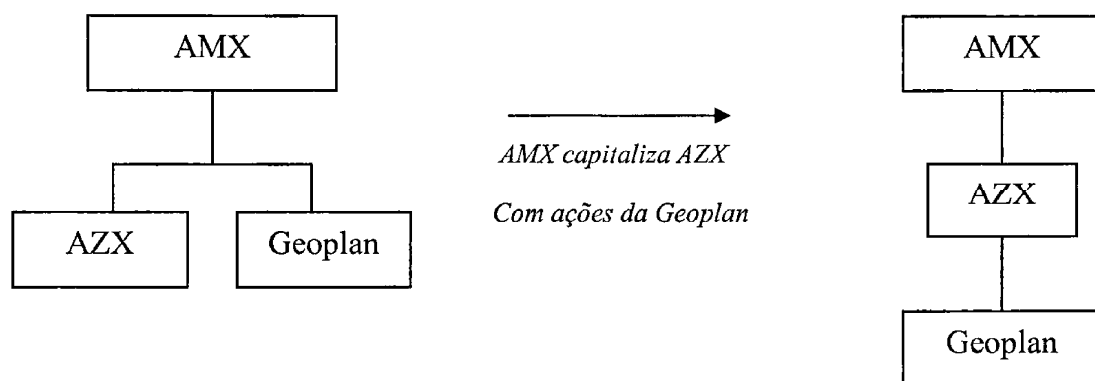 AMX
AZX
Geoplan
AMX capitaliza AZX
Com ações da Geoplan
AMX
AZX
Geoplan